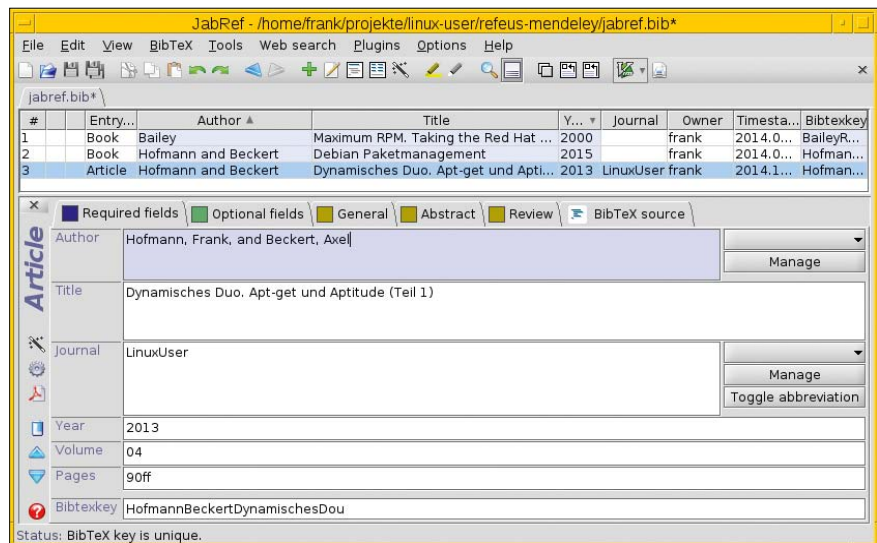 JabRef - /home/frank/projekte/linux-user/refeus-mendeley/jabref.bib*
File Edit View BibTeX Tools Web search Plugins Options Help
jabref.bib*
# Entry... Author Title Y... Journal Owner Timesta... Bibtexkey
1 Book Bailey Maximum RPM. Taking the Red Hat ... 2000 frank 2014.0... BaileyR...
2 Book Hofmann and Beckert Debian Paketmanagement 2015 frank 2014.0... Hofman...
3 Article Hofmann and Beckert Dynamisches Duo. Apt-get und Apti... 2013 LinuxUser frank 2014.1... Hofman...
Required fields Optional fields General Abstract Review BibTeX source
Article
Author Hofmann, Frank, and Beckert, Axel
Manage
Title Dynamisches Duo. Apt-get und Aptitude (Teil 1)
Journal LinuxUser
Manage
Toggle abbreviation
Year 2013
Volume 04
Pages 90ff
Bibtexkey HofmannBeckertDynamischesDou
Status: BibTeX key is unique.